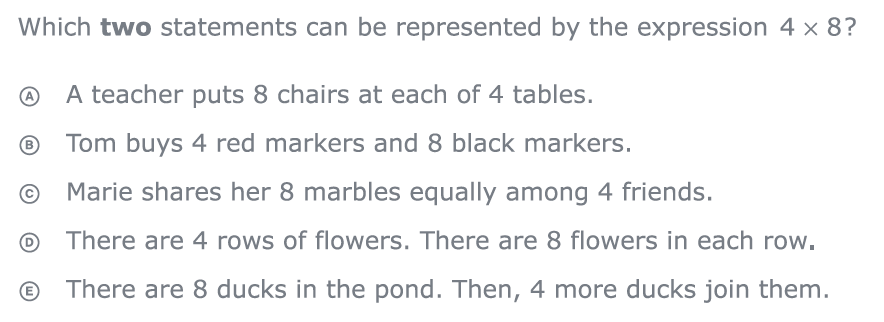 Which two statements can be represented by the expression 4 × 8?
Ⓐ A teacher puts 8 chairs at each of 4 tables.
Ⓑ Tom buys 4 red markers and 8 black markers.
Ⓒ Marie shares her 8 marbles equally among 4 friends.
Ⓓ There are 4 rows of flowers. There are 8 flowers in each row.
Ⓔ There are 8 ducks in the pond. Then, 4 more ducks join them.